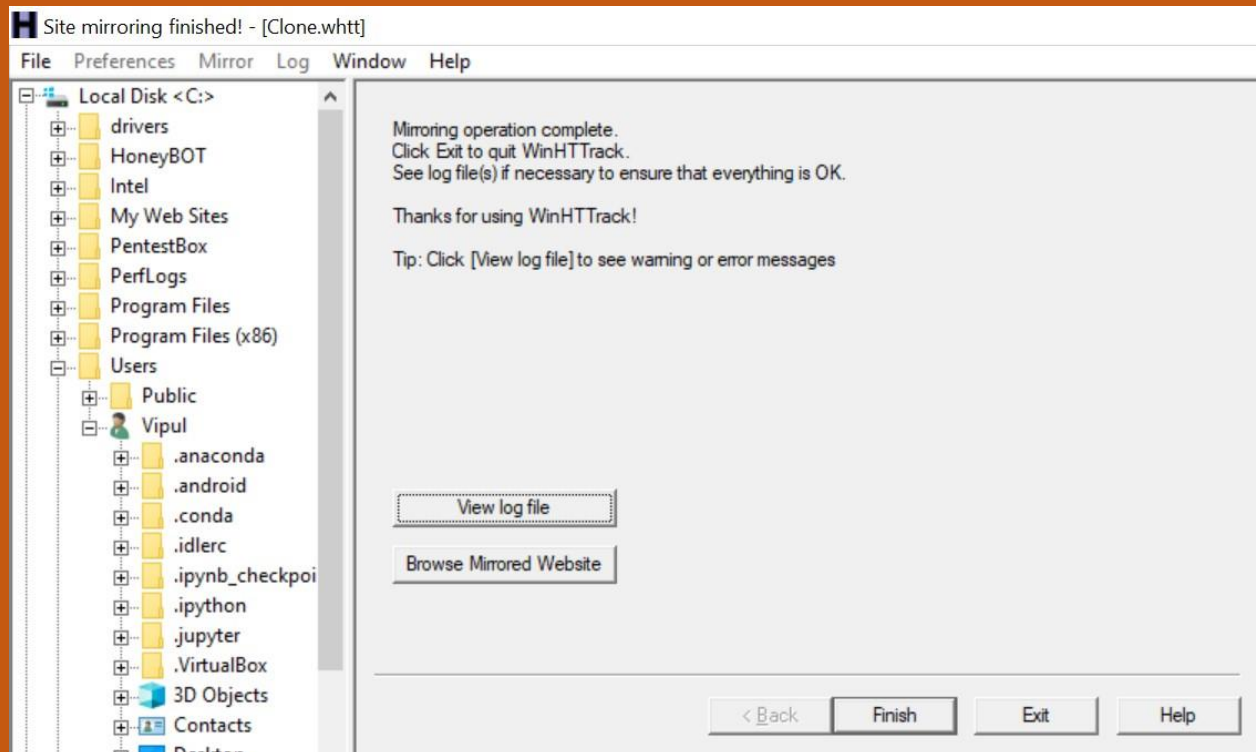 Site mirroring finished! - [Clone.whtt]
File Preferences Mirror Log Window Help
Local Disk <C:>
drivers
HoneyBOT
Intel
My Web Sites
PentestBox
PerfLogs
Program Files
Program Files (x86)
Users
Public
Vipul
.anaconda
.android
.conda
.idlerc
.ipynb_checkpoi
.ipython
.jupyter
.VirtualBox
3D Objects
Contacts
Mirroring operation complete.
Click Exit to quit WinHTTrack.
See log file(s) if necessary to ensure that everything is OK.
Thanks for using WinHTTrack!
Tip: Click [View log file] to see warning or error messages
View log file
Browse Mirrored Website
< Back Finish Exit Help